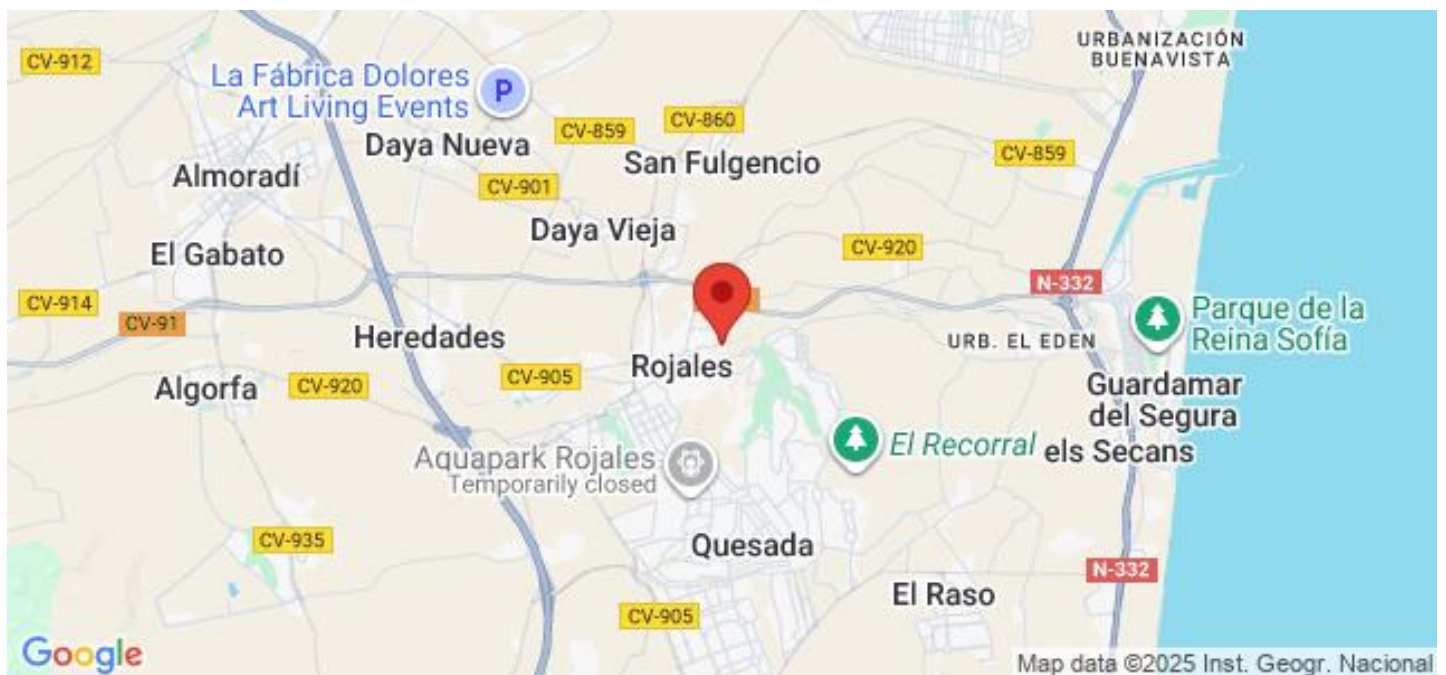 URBANIZACIÓN
BUENAVISTA
CV-912
La Fábrica Dolores
Art Living Events
P
CV-859
CV-860
Daya Nueva
San Fulgencio
CV-859
Almoradí
CV-901
Daya Vieja
El Gabato
CV-920
N-332
CV-914
CV-91
Parque de la
Reina Sofía
Heredades
URB. EL EDEN
Rojales
CV-905
Algorfa
CV-920
Guardamar
del Segura
El Recorral
els Secans
Aquapark Rojales
Temporarily closed
CV-935
Quesada
N-332
El Raso
CV-905
Google
Map data ©2025 Inst. Geogr. Nacional